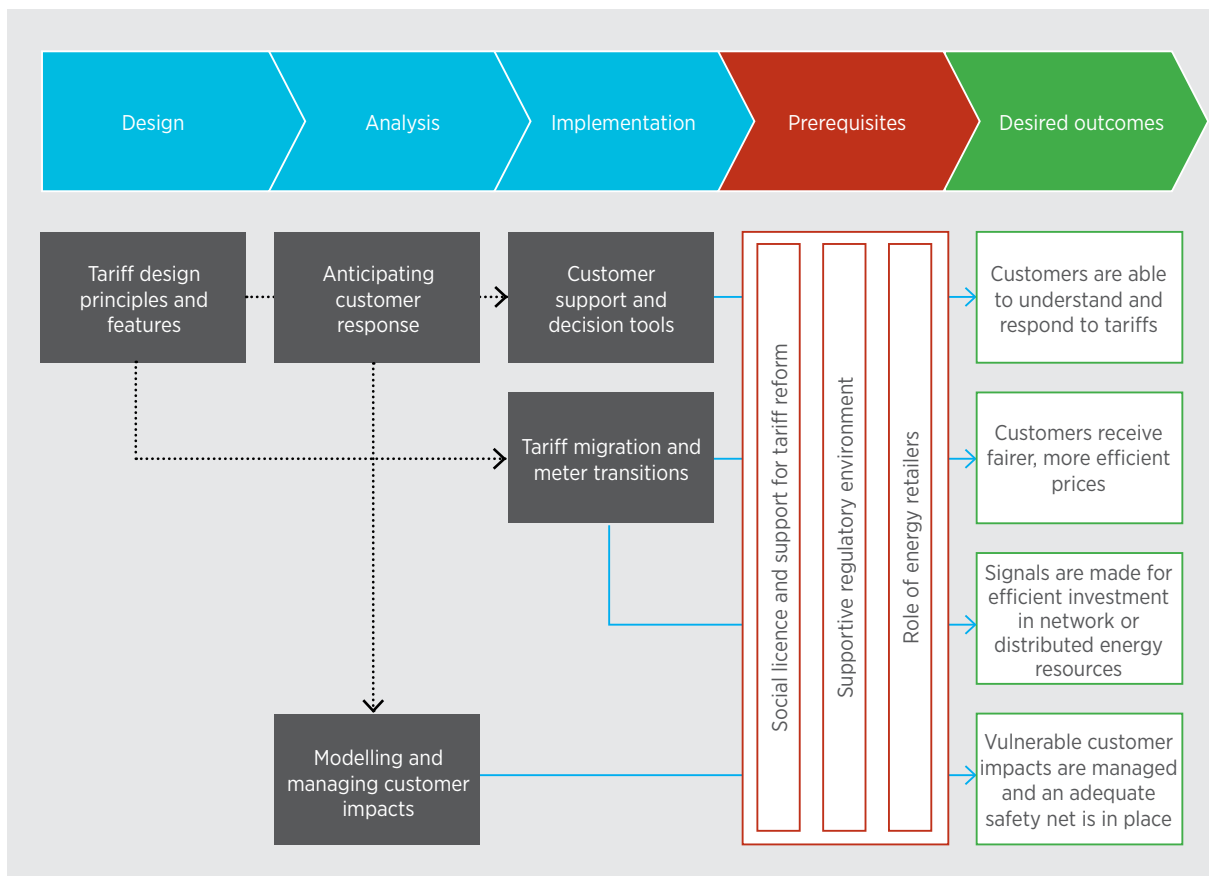 Design
Analysis
Implementation
Prerequisites
Desired outcomes
Tariff design
principles and
features
Anticipating
customer
response
Customer
support and
decision tools
Tariff migration and
meter transitions
Modelling and
managing customer
impacts
Social licence and support for tariff reform
Supportive regulatory environment
Role of energy retailers
Customers are able
to understand and
respond to tariffs
Customers receive
fairer, more efficient
prices
Signals are made for
efficient investment
in network or
distributed energy
resources
Vulnerable customer
impacts are managed
and an adequate
safety net is in place